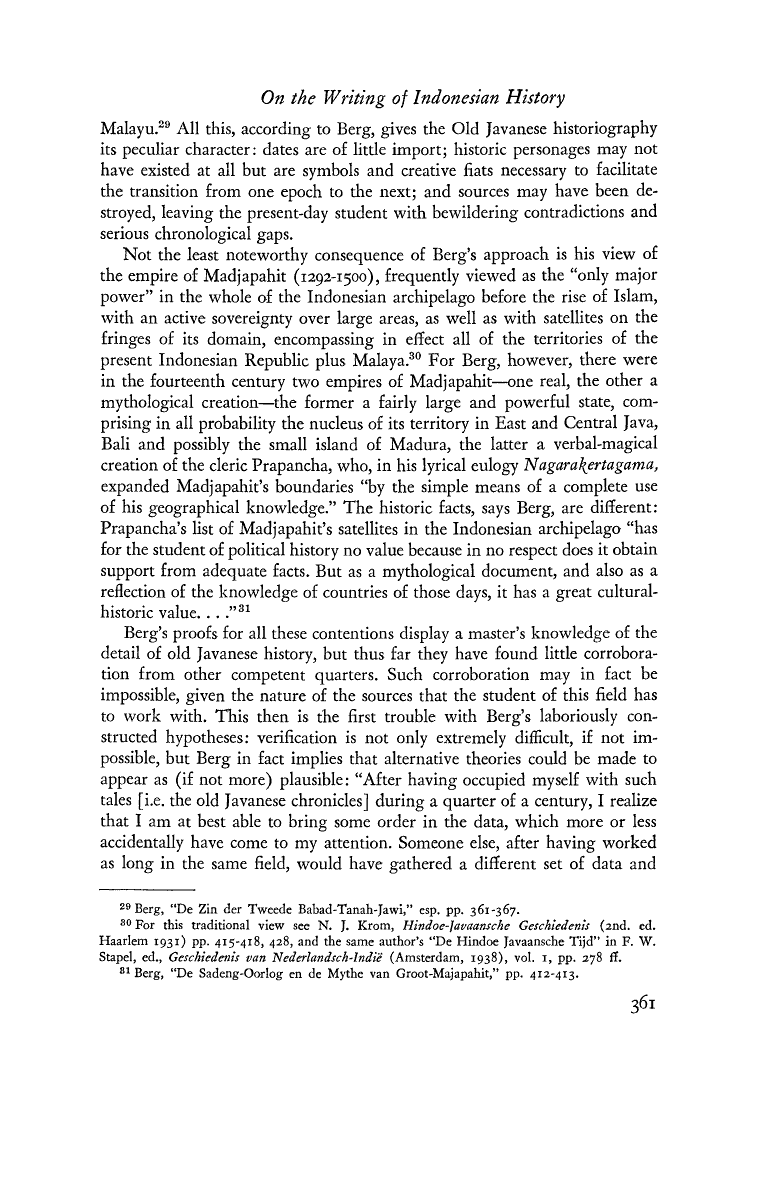 On the Writing of Indonesian History
Malayu.²⁹ All this, according to Berg, gives the Old Javanese historiography
its peculiar character: dates are of little import; historic personages may not
have existed at all but are symbols and creative fiats necessary to facilitate
the transition from one epoch to the next; and sources may have been de-
stroyed, leaving the present-day student with bewildering contradictions and
serious chronological gaps.
Not the least noteworthy consequence of Berg's approach is his view of
the empire of Madjapahit (1292-1500), frequently viewed as the “only major
power” in the whole of the Indonesian archipelago before the rise of Islam,
with an active sovereignty over large areas, as well as with satellites on the
fringes of its domain, encompassing in effect all of the territories of the
present Indonesian Republic plus Malaya.³⁰ For Berg, however, there were
in the fourteenth century two empires of Madjapahit—one real, the other a
mythological creation—the former a fairly large and powerful state, com-
prising in all probability the nucleus of its territory in East and Central Java,
Bali and possibly the small island of Madura, the latter a verbal-magical
creation of the cleric Prapancha, who, in his lyrical eulogy Nagarakertagama,
expanded Madjapahit's boundaries “by the simple means of a complete use
of his geographical knowledge.” The historic facts, says Berg, are different:
Prapancha's list of Madjapahit's satellites in the Indonesian archipelago “has
for the student of political history no value because in no respect does it obtain
support from adequate facts. But as a mythological document, and also as a
reflection of the knowledge of countries of those days, it has a great cultural-
historic value. . . .”³¹
Berg's proofs for all these contentions display a master's knowledge of the
detail of old Javanese history, but thus far they have found little corrobora-
tion from other competent quarters. Such corroboration may in fact be
impossible, given the nature of the sources that the student of this field has
to work with. This then is the first trouble with Berg's laboriously con-
structed hypotheses: verification is not only extremely difficult, if not im-
possible, but Berg in fact implies that alternative theories could be made to
appear as (if not more) plausible: “After having occupied myself with such
tales [i.e. the old Javanese chronicles] during a quarter of a century, I realize
that I am at best able to bring some order in the data, which more or less
accidentally have come to my attention. Someone else, after having worked
as long in the same field, would have gathered a different set of data and
²⁹ Berg, “De Zin der Tweede Babad-Tanah-Jawi,” esp. pp. 361-367.
³⁰ For this traditional view see N. J. Krom, Hindoe-Javaansche Geschiedenis (2nd. ed.
Haarlem 1931) pp. 415-418, 428, and the same author's “De Hindoe Javaansche Tijd” in F. W.
Stapel, ed., Geschiedenis van Nederlandsch-Indië (Amsterdam, 1938), vol. 1, pp. 278 ff.
³¹ Berg, “De Sadeng-Oorlog en de Mythe van Groot-Majapahit,” pp. 412-413.
361